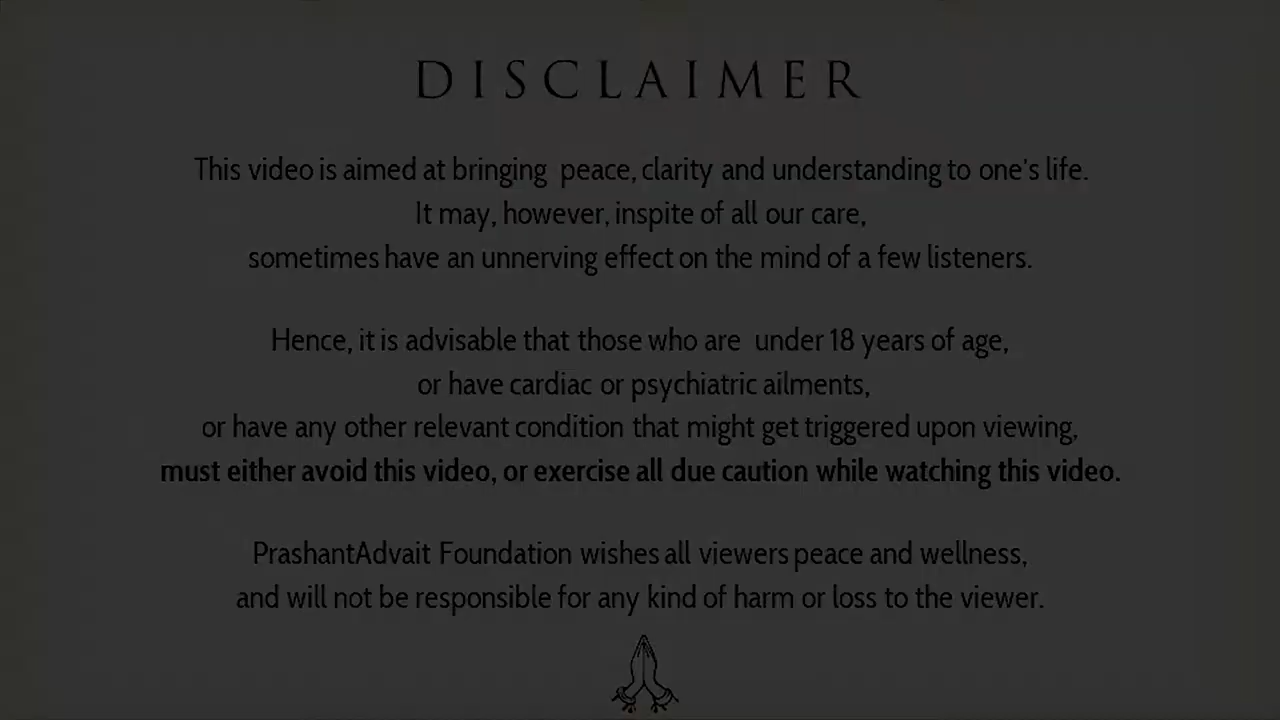 DISCLAIMER
This video is aimed at bringing peace, clarity and understanding to one's life.
It may, however, inspite of all our care,
sometimes have an unnerving effect on the mind of a few listeners.
Hence, it is advisable that those who are under 18 years of age,
or have cardiac or psychiatric ailments,
or have any other relevant condition that might get triggered upon viewing,
must either avoid this video, or exercise all due caution while watching this video.
PrashantAdvait Foundation wishes all viewers peace and wellness,
and will not be responsible for any kind of harm or loss to the viewer.